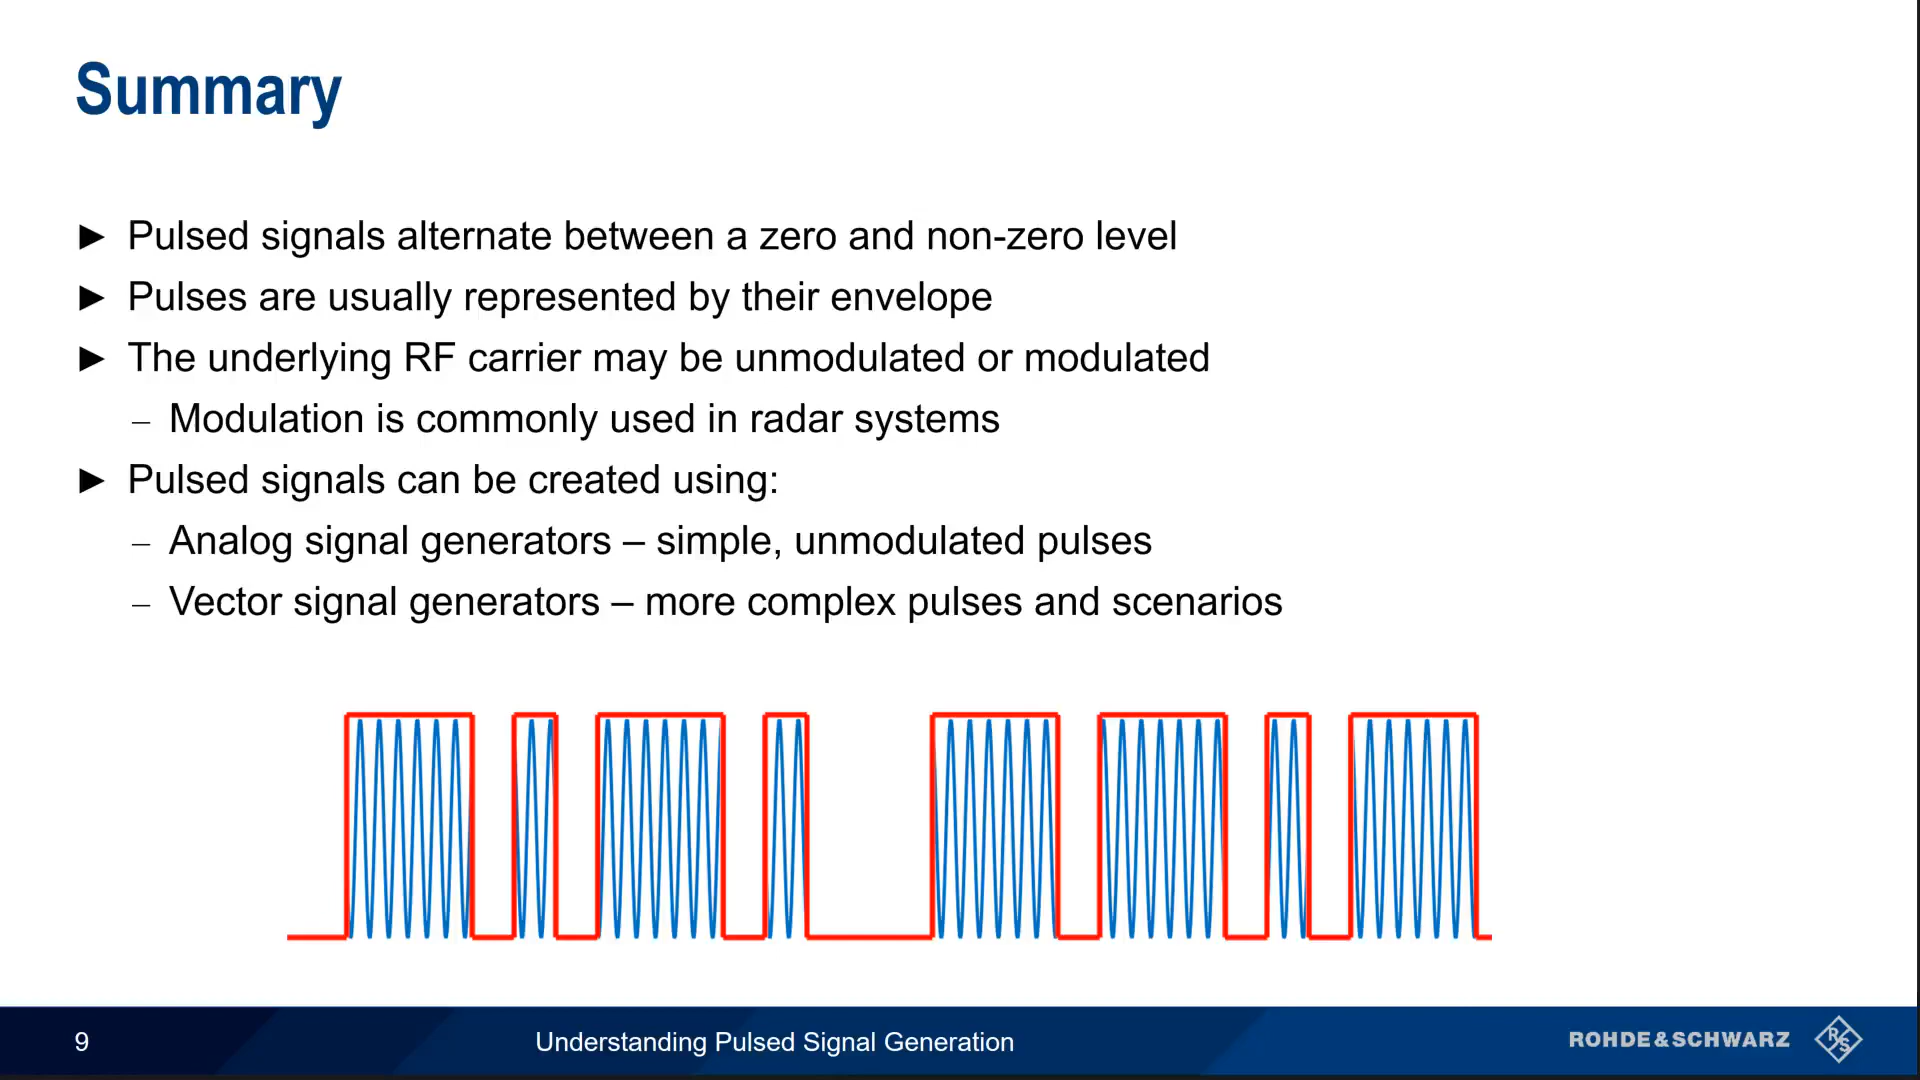 Summary
► Pulsed signals alternate between a zero and non-zero level
► Pulses are usually represented by their envelope
► The underlying RF carrier may be unmodulated or modulated
– Modulation is commonly used in radar systems
► Pulsed signals can be created using:
– Analog signal generators – simple, unmodulated pulses
– Vector signal generators – more complex pulses and scenarios
9
Understanding Pulsed Signal Generation
ROHDE&SCHWARZ
R&S